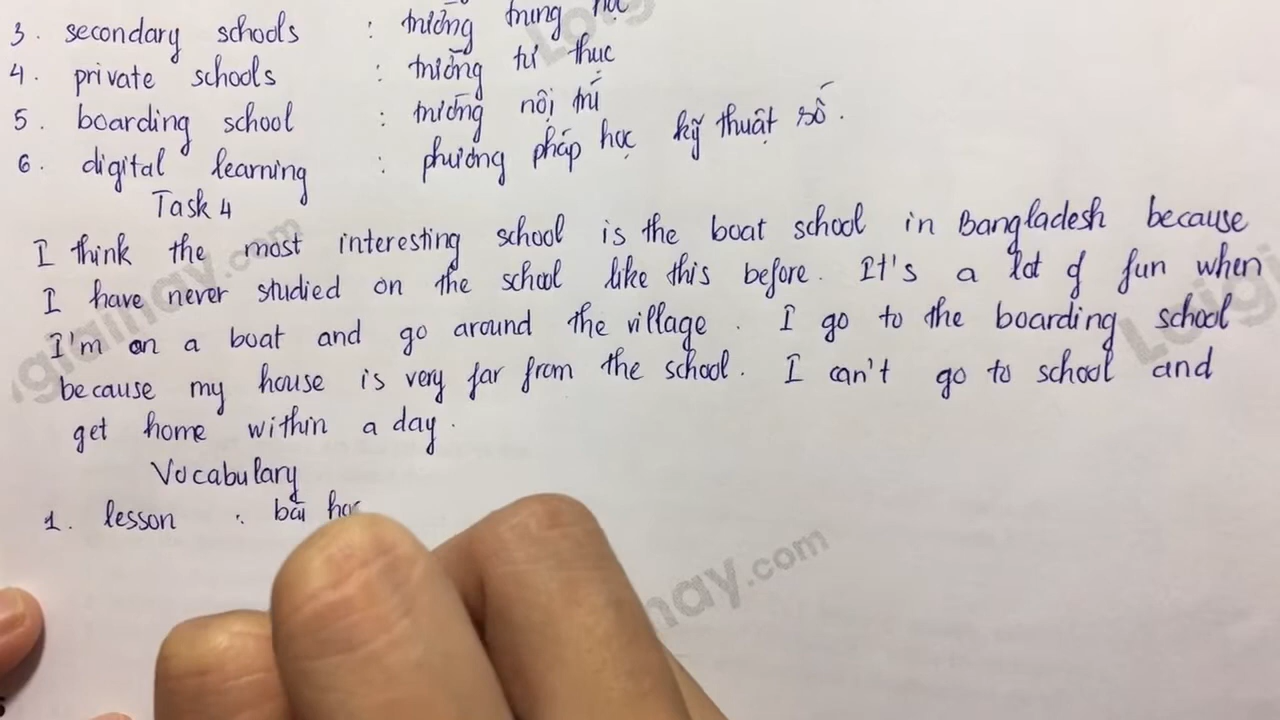 3. secondary schools : trường trung học
4. private schools : trường tư thục
5. boarding school : trường nội trú
6. digital learning : phương pháp học kỹ thuật số.
Task 4
I think the most interesting school is the boat school in Bangladesh because
I have never studied on the school like this before. It's a lot of fun when
I'm on a boat and go around the village. I go to the boarding school
because my house is very far from the school. I can't go to school and
get home within a day.
Vocabulary
1. lesson : bài học